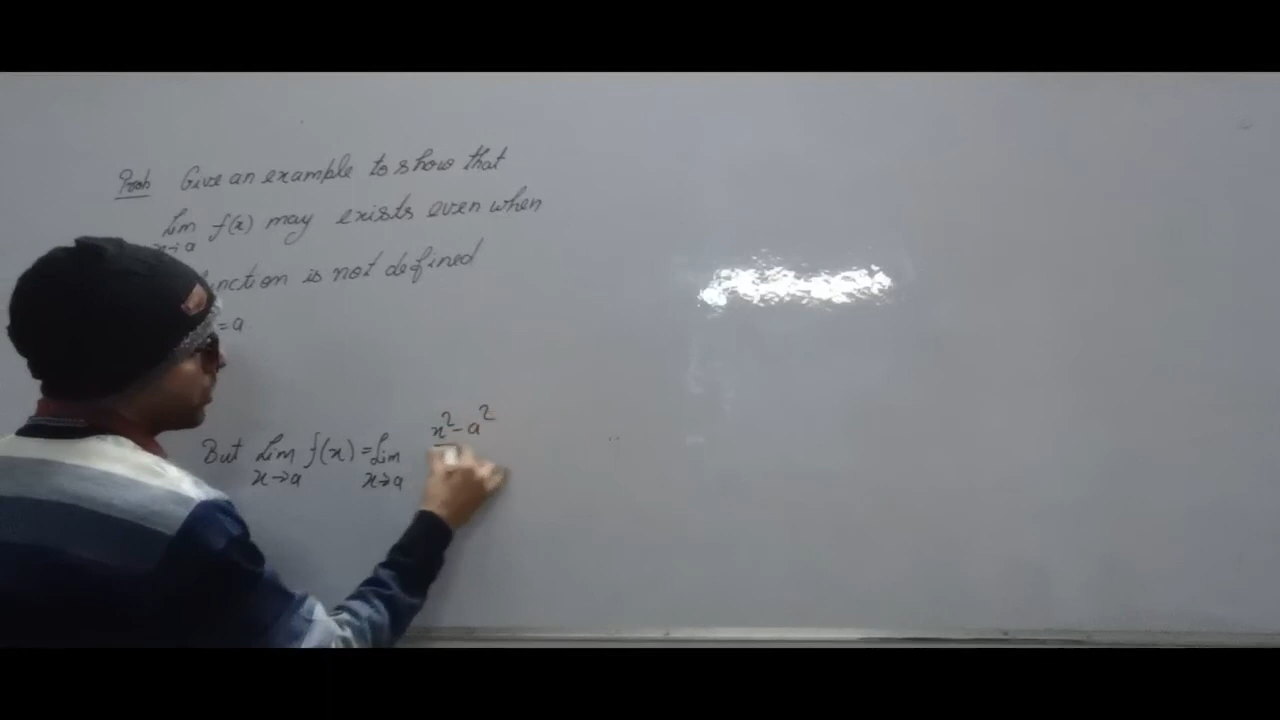 Prob Give an example to show that
Lim f(x) may exists even when
x→a
unction is not defined
=a
x² - a²
But Lim f(x) = Lim
x→a x→a